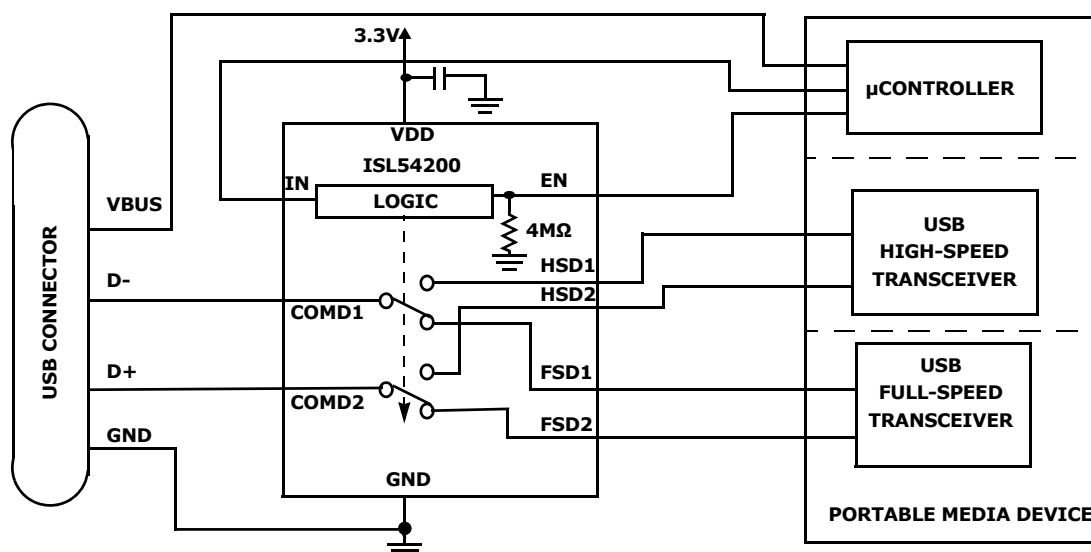 3.3V
µCONTROLLER
VDD
ISL54200
IN
EN
LOGIC
VBUS
4MΩ
USB
HIGH-SPEED
TRANSCEIVER
HSD1
HSD2
D-
COMD1
USB CONNECTOR
D+
COMD2
FSD1
FSD2
USB
FULL-SPEED
TRANSCEIVER
GND
GND
PORTABLE MEDIA DEVICE